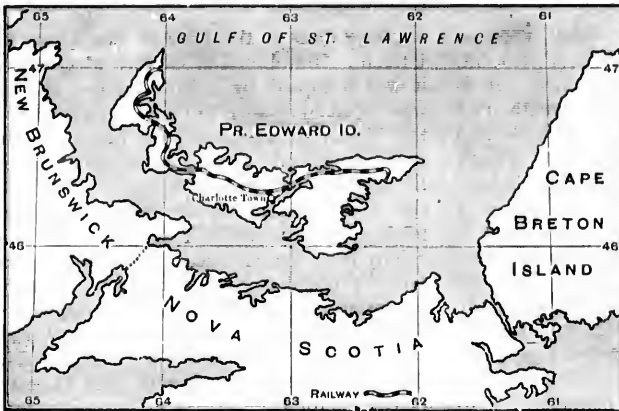 65 64 63 62 61
GULF OF ST. LAWRENCE
47 47
NEW BRUNSWICK
PR. EDWARD ID.
Charlotte Town
CAPE
BRETON
ISLAND
46 46
NOVA SCOTIA
RAILWAY
65 64 63 62 61